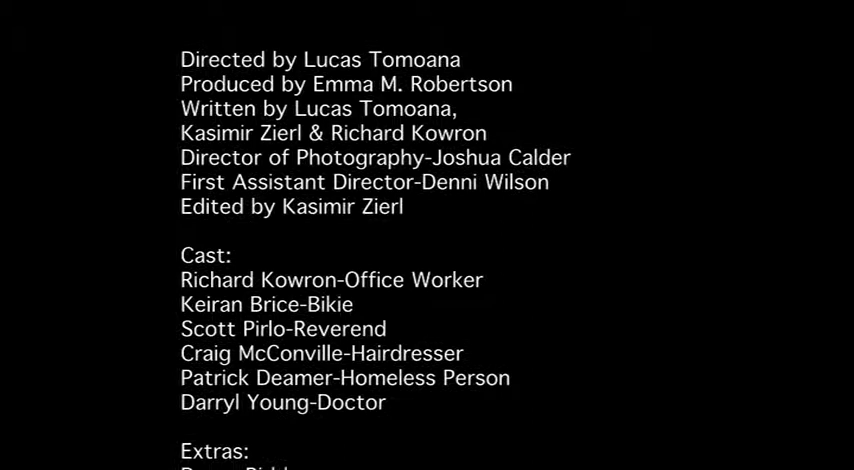 Directed by Lucas Tomoana
Produced by Emma M. Robertson
Written by Lucas Tomoana,
Kasimir Zierl & Richard Kowron
Director of Photography-Joshua Calder
First Assistant Director-Denni Wilson
Edited by Kasimir Zierl
Cast:
Richard Kowron-Office Worker
Keiran Brice-Bikie
Scott Pirlo-Reverend
Craig McConville-Hairdresser
Patrick Deamer-Homeless Person
Darryl Young-Doctor
Extras: